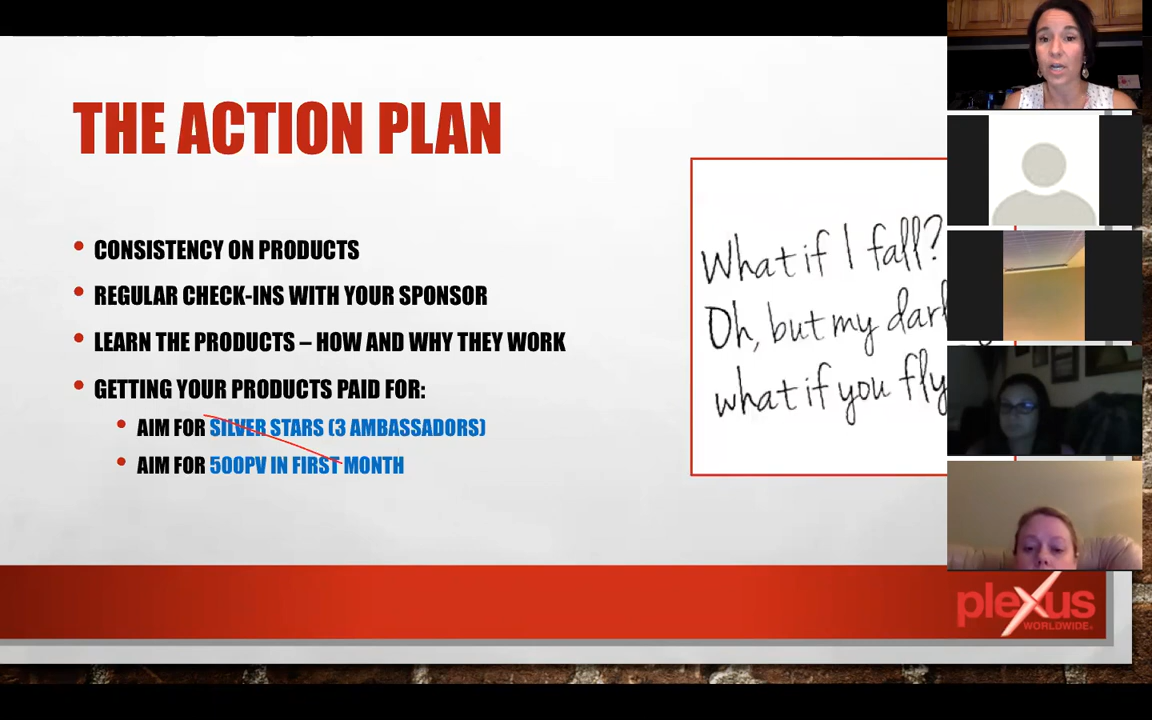 THE ACTION PLAN
• CONSISTENCY ON PRODUCTS
• REGULAR CHECK-INS WITH YOUR SPONSOR
• LEARN THE PRODUCTS – HOW AND WHY THEY WORK
• GETTING YOUR PRODUCTS PAID FOR:
• AIM FOR SILVER STARS (3 AMBASSADORS)
• AIM FOR 500PV IN FIRST MONTH
What if I fall?
Oh, but my
what if you fly
plexus
WORLDWIDE